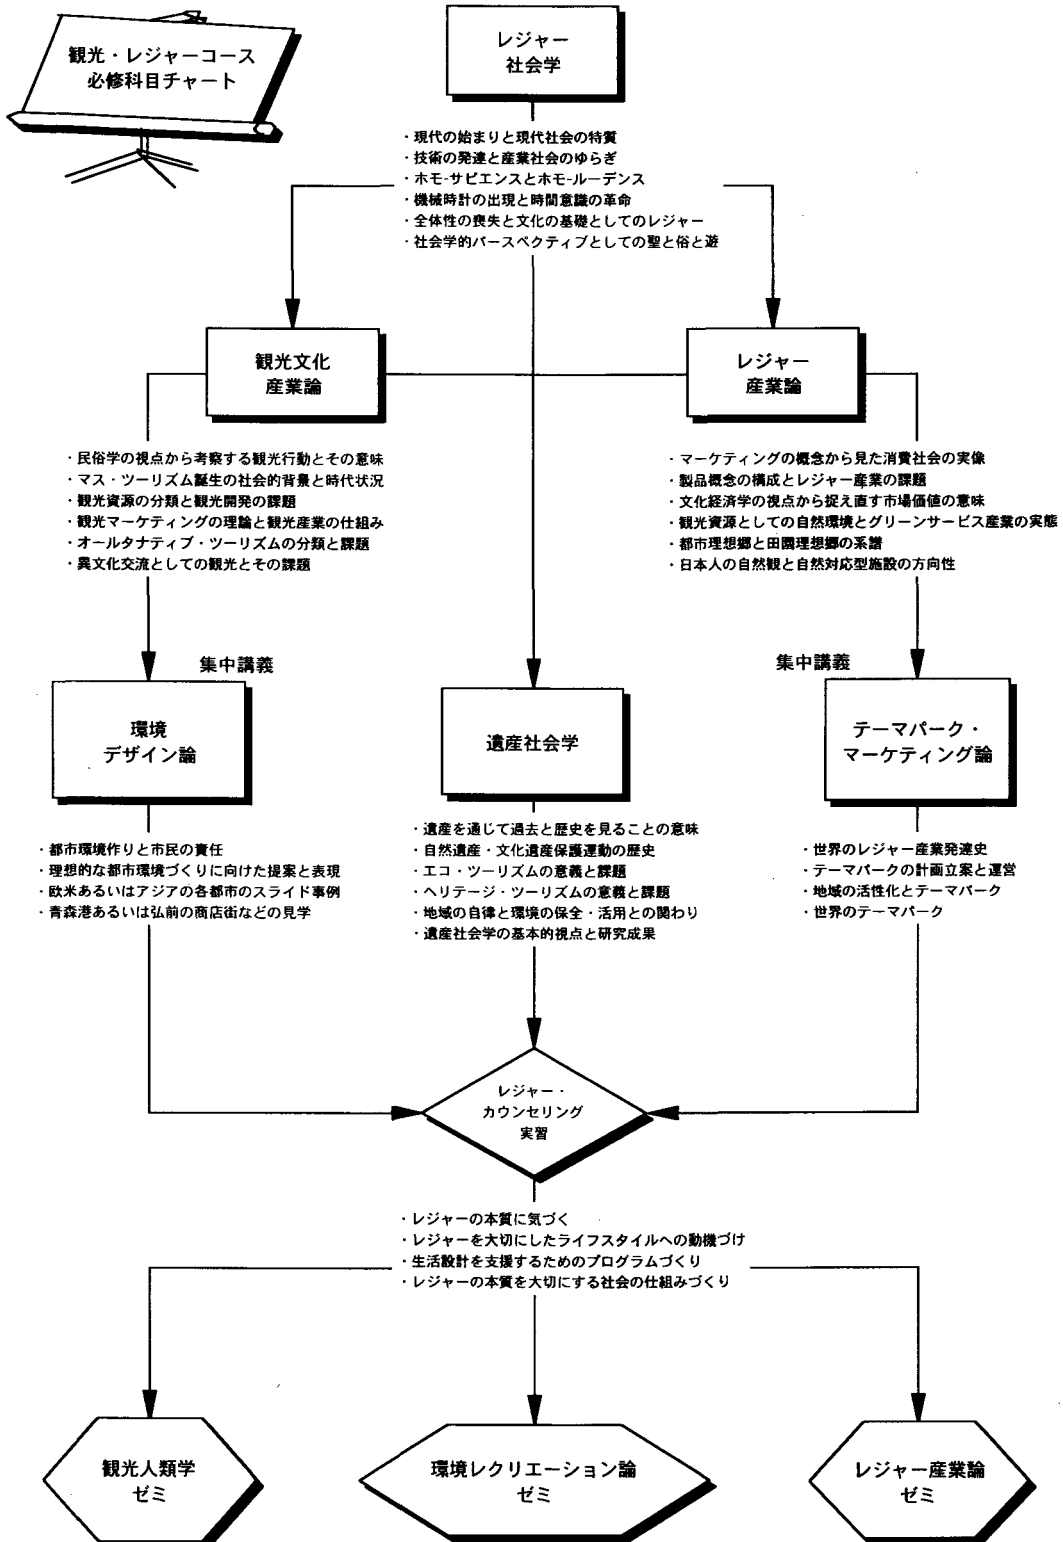 観光・レジャーコース
必修科目チャート
レジャー
社会学
・現代の始まりと現代社会の特質
・技術の発達と産業社会のゆらぎ
・ホモ-サピエンスとホモ-ルーデンス
・機械時計の出現と時間意識の革命
・全体性の喪失と文化の基礎としてのレジャー
・社会学的パースペクティブとしての聖と俗と遊
観光文化
産業論
レジャー
産業論
・民俗学の視点から考察する観光行動とその意味
・マス・ツーリズム誕生の社会的背景と時代状況
・観光資源の分類と観光開発の課題
・観光マーケティングの理論と観光産業の仕組み
・オールタナティブ・ツーリズムの分類と課題
・異文化交流としての観光とその課題
・マーケティングの概念から見た消費社会の実像
・製品概念の構成とレジャー産業の課題
・文化経済学の視点から捉え直す市場価値の意味
・観光資源としての自然環境とグリーンサービス産業の実態
・都市理想郷と田園理想郷の系譜
・日本人の自然観と自然対応型施設の方向性
集中講義
環境
デザイン論
遺産社会学
集中講義
テーマパーク・
マーケティング論
・都市環境作りと市民の責任
・理想的な都市環境づくりに向けた提案と表現
・欧米あるいはアジアの各都市のスライド事例
・青森港あるいは弘前の商店街などの見学
・遺産を通じて過去と歴史を見ることの意味
・自然遺産・文化遺産保護運動の歴史
・エコ・ツーリズムの意義と課題
・ヘリテージ・ツーリズムの意義と課題
・地域の自律と環境の保全・活用との関わり
・遺産社会学の基本的視点と研究成果
・世界のレジャー産業発達史
・テーマパークの計画立案と運営
・地域の活性化とテーマパーク
・世界のテーマパーク
レジャー・
カウンセリング
実習
・レジャーの本質に気づく
・レジャーを大切にしたライフスタイルへの動機づけ
・生活設計を支援するためのプログラムづくり
・レジャーの本質を大切にする社会の仕組みづくり
観光人類学
ゼミ
環境レクリエーション論
ゼミ
レジャー産業論
ゼミ